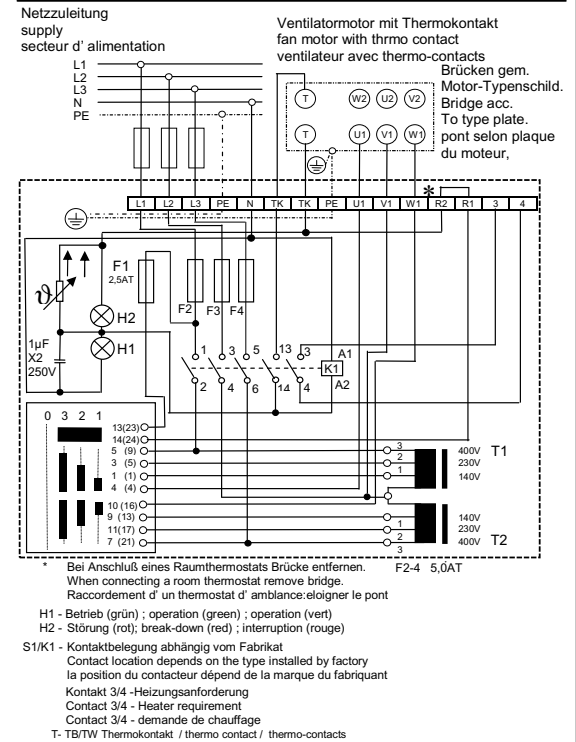 Netzzuleitung
supply
secteur d' alimentation
Ventilatormotor mit Thermokontakt
fan motor with thrmo contact
ventilateur avec thermo-contacts
Brücken gem.
Motor-Typenschild.
Bridge acc.
To type plate.
pont selon plaque
du moteur,
L1
L2
L3
N
PE
T W2 U2 V2
T U1 V1 W1
*
L1 L2 L3 PE N TK TK PE U1 V1 W1 R2 R1 3 4
F1
2,5AT
F2 F3 F4
H2
H1
ϑ
1µF
X2
250V
1 3 5 13 3 A1
K1
2 4 6 14 4 A2
0 3 2 1
13(23)
14(24)
5 (9)
3 (5)
1 (1)
4 (4)
10 (16)
9 (13)
11(17)
7 (21)
3 400V T1
2 230V
1 140V
140V
1 230V
2 400V T2
3
* Bei Anschluß eines Raumthermostats Brücke entfernen. F2-4 5,0AT
When connecting a room thermostat remove bridge.
Raccordement d' un thermostat d' amblance:eloigner le pont
H1 - Betrieb (grün) ; operation (green) ; operation (vert)
H2 - Störung (rot); break-down (red) ; interruption (rouge)
S1/K1 - Kontaktbelegung abhängig vom Fabrikat
Contact location depends on the type installed by factory
la position du contacteur dépend de la marque du fabriquant
Kontakt 3/4 -Heizungsanforderung
Contact 3/4 - Heater requirement
Contact 3/4 - demande de chauffage
T- TB/TW Thermokontakt / thermo contact / thermo-contacts